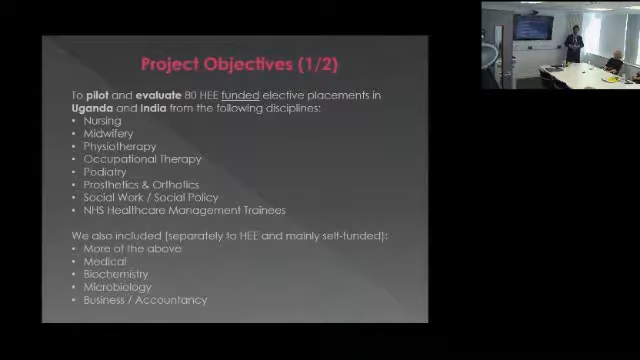 Project Objectives (1/2)
To pilot and evaluate 80 HEE funded elective placements in
Uganda and India from the following disciplines:
• Nursing
• Midwifery
• Physiotherapy
• Occupational Therapy
• Podiatry
• Prosthetics & Orthotics
• Social Work / Social Policy
• NHS Healthcare Management Trainees
We also included (separately to HEE and mainly self-funded):
• More of the above
• Medical
• Biochemistry
• Microbiology
• Business / Accountancy